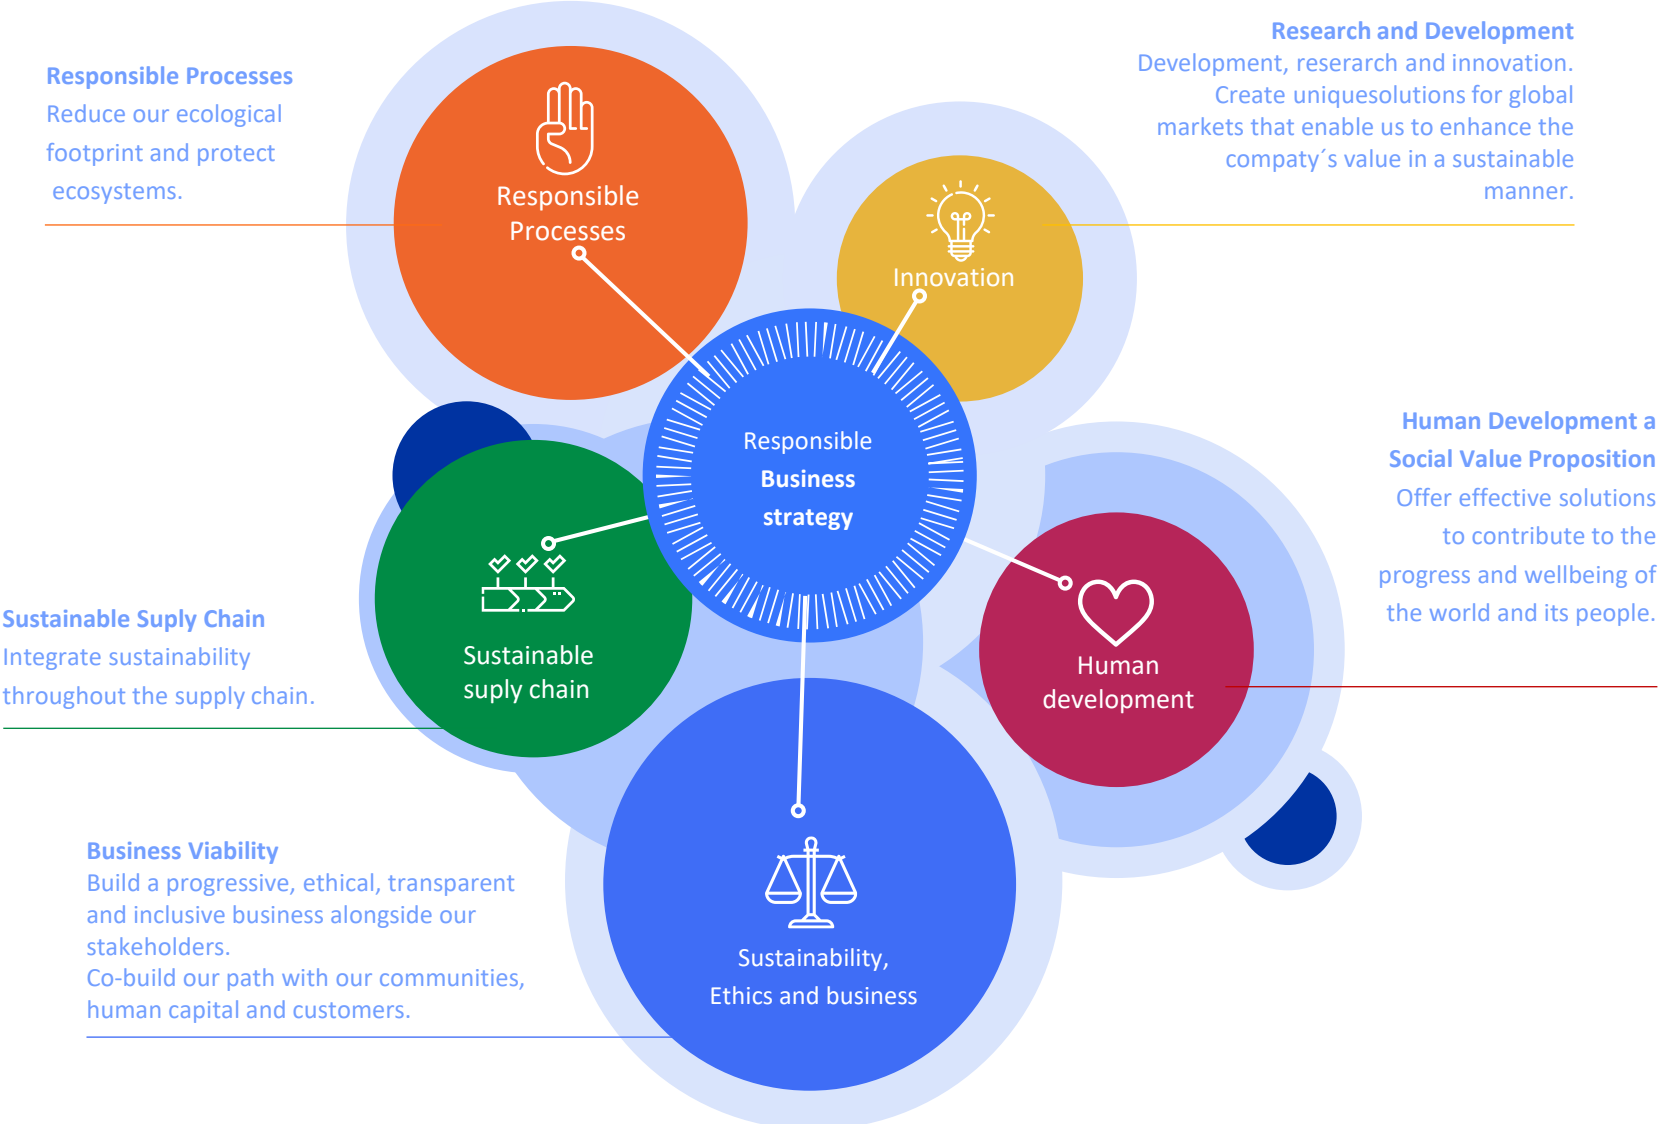 Research and Development
Development, reserarch and innovation.
Create uniquesolutions for global
markets that enable us to enhance the
compaty´s value in a sustainable
manner.
Responsible Processes
Reduce our ecological
footprint and protect
ecosystems.
Responsible
Processes
Innovation
Responsible
Business
strategy
Human Development a
Social Value Proposition
Offer effective solutions
to contribute to the
progress and wellbeing of
the world and its people.
Sustainable Suply Chain
Integrate sustainability
throughout the supply chain.
Sustainable
suply chain
Human
development
Business Viability
Build a progressive, ethical, transparent
and inclusive business alongside our
stakeholders.
Co-build our path with our communities,
human capital and customers.
Sustainability,
Ethics and business